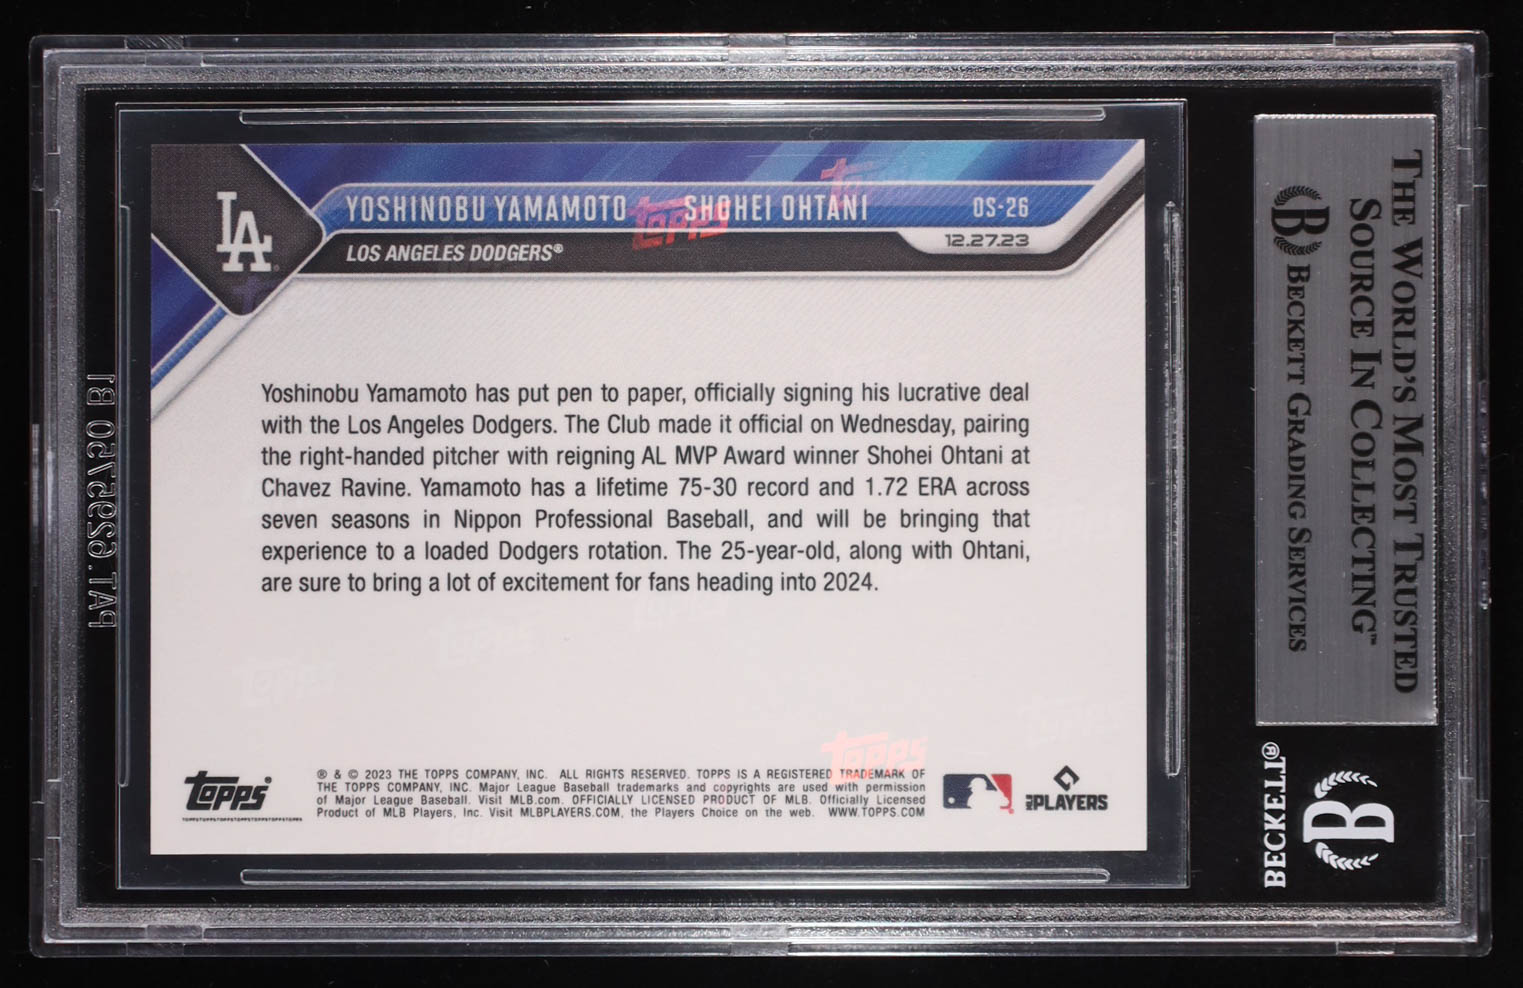 YOSHINOBU YAMAMOTO SHOHEI OHTANI OS-26
12.27.23
LOS ANGELES DODGERS®
LA
Yoshinobu Yamamoto has put pen to paper, officially signing his lucrative deal
with the Los Angeles Dodgers. The Club made it official on Wednesday, pairing
the right-handed pitcher with reigning AL MVP Award winner Shohei Ohtani at
Chavez Ravine. Yamamoto has a lifetime 75-30 record and 1.72 ERA across
seven seasons in Nippon Professional Baseball, and will be bringing that
experience to a loaded Dodgers rotation. The 25-year-old, along with Ohtani,
are sure to bring a lot of excitement for fans heading into 2024.
Topps
® & © 2023 THE TOPPS COMPANY, INC. ALL RIGHTS RESERVED. TOPPS IS A REGISTERED TRADEMARK OF
THE TOPPS COMPANY, INC. Major League Baseball trademarks and copyrights are used with permission
of Major League Baseball. Visit MLB.com. OFFICIALLY LICENSED PRODUCT OF MLB. Officially Licensed
Product of MLB Players, Inc. Visit MLBPLAYERS.COM, the Players Choice on the web. WWW.TOPPS.COM
MLB PLAYERS
THE WORLD'S MOST TRUSTED
SOURCE IN COLLECTING™
B BECKETT GRADING SERVICES
BECKETT®
B